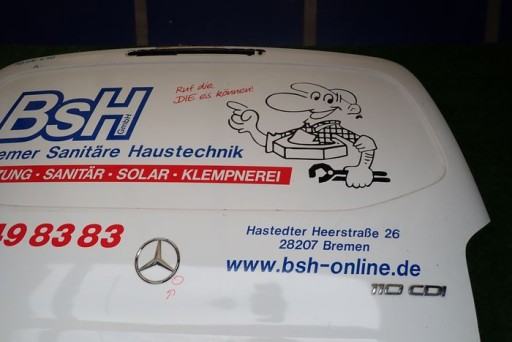 Ruf die,
DIE es können!
BsH
GmbH
emer Sanitäre Haustechnik
ZUNG · SANITÄR · SOLAR · KLEMPNEREI
498383
Hastedter Heerstraße 26
28207 Bremen
www.bsh-online.de
110 CDI